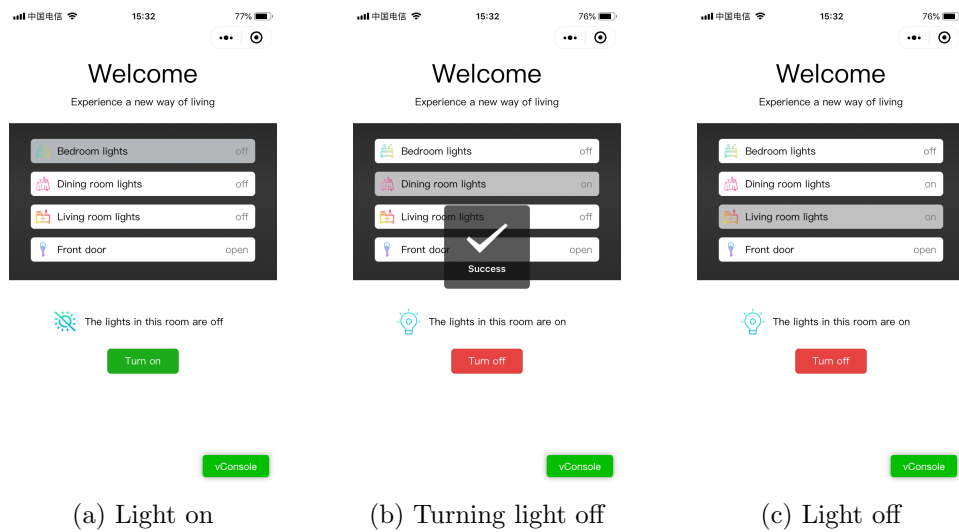 中国电信 15:32 77%
Welcome
Experience a new way of living
Bedroom lights off
Dining room lights off
Living room lights off
Front door open
The lights in this room are off
Turn on
vConsole
(a) Light on
中国电信 15:32 76%
Welcome
Experience a new way of living
Bedroom lights off
Dining room lights on
Living room lights off
Front door open
Success
The lights in this room are on
Turn off
vConsole
(b) Turning light off
中国电信 15:32 76%
Welcome
Experience a new way of living
Bedroom lights off
Dining room lights on
Living room lights on
Front door open
The lights in this room are on
Turn off
vConsole
(c) Light off